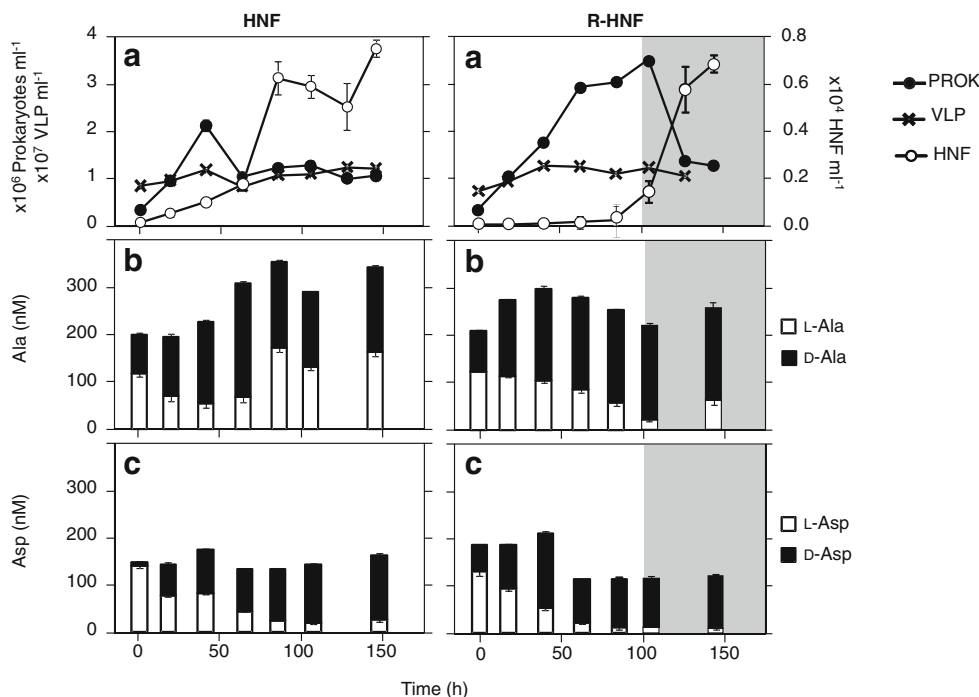 HNF
R-HNF
x10⁶ Prokaryotes ml⁻¹
x10⁷ VLP ml⁻¹
4
3
2
1
0
a
a
0.8
0.6
0.4
0.2
0.0
x10⁴ HNF ml⁻¹
PROK
VLP
HNF
Ala (nM)
300
200
100
0
b
b
L-Ala
D-Ala
Asp (nM)
300
200
100
0
c
c
L-Asp
D-Asp
0 50 100 150
0 50 100 150
Time (h)